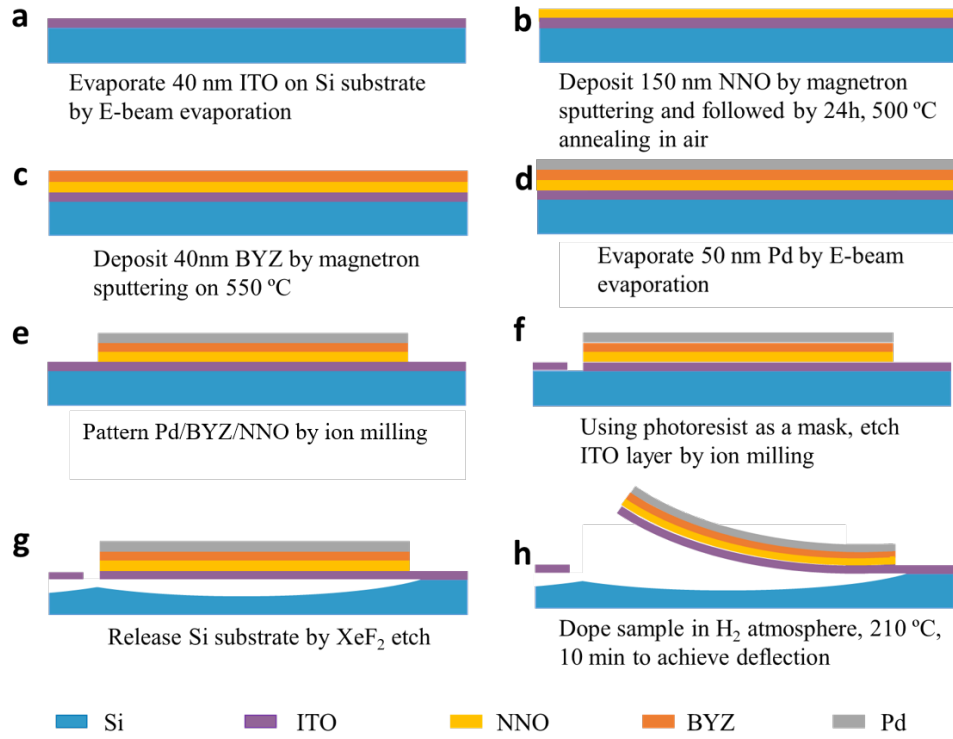 a
Evaporate 40 nm ITO on Si substrate
by E-beam evaporation
b
Deposit 150 nm NNO by magnetron
sputtering and followed by 24h, 500 ºC
annealing in air
c
Deposit 40nm BYZ by magnetron
sputtering on 550 ºC
d
Evaporate 50 nm Pd by E-beam
evaporation
e
Pattern Pd/BYZ/NNO by ion milling
f
Using photoresist as a mask, etch
ITO layer by ion milling
g
Release Si substrate by XeF₂ etch
h
Dope sample in H₂ atmosphere, 210 ºC,
10 min to achieve deflection
Si ITO NNO BYZ Pd